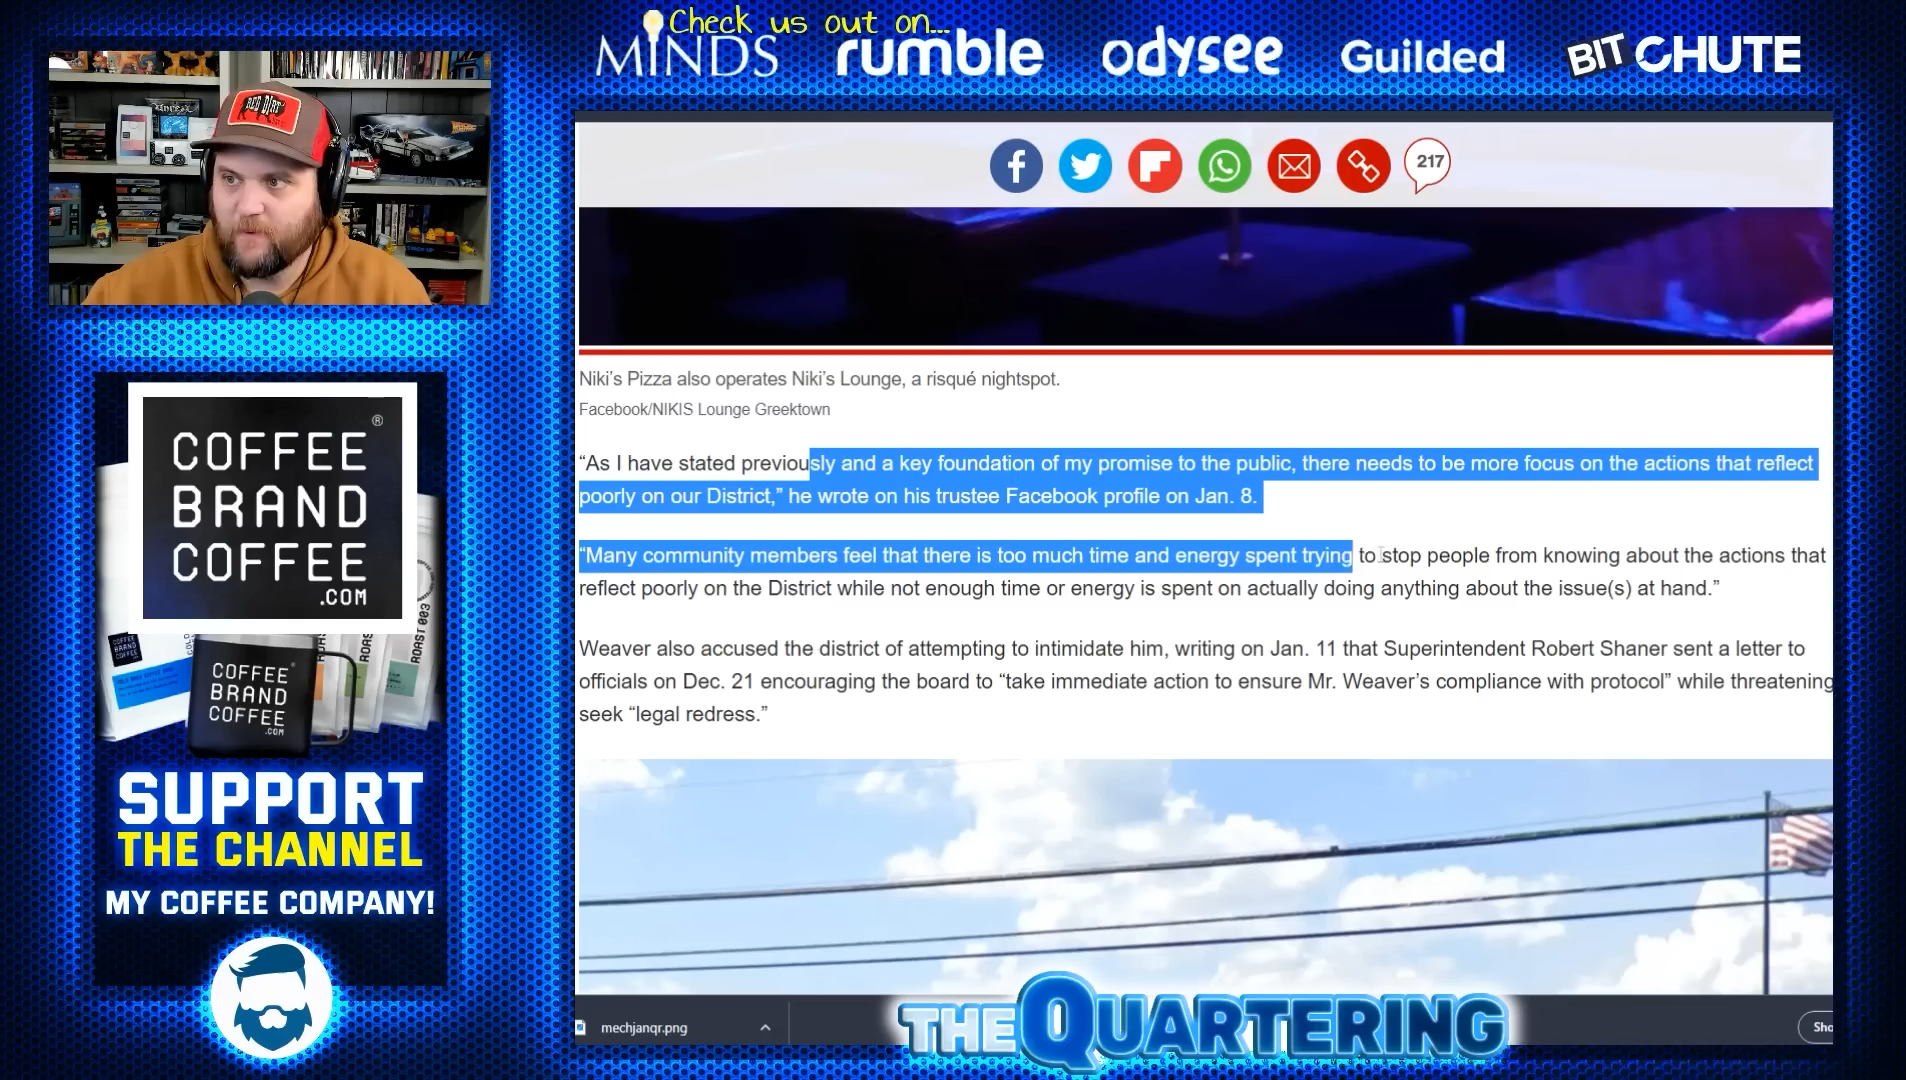 Check us out on...
MINDS rumble odysee Guilded BITCHUTE
RED DIRT
217
Niki’s Pizza also operates Niki’s Lounge, a risqué nightspot.
Facebook/NIKIS Lounge Greektown
“As I have stated previously and a key foundation of my promise to the public, there needs to be more focus on the actions that reflect
poorly on our District,” he wrote on his trustee Facebook profile on Jan. 8.
“Many community members feel that there is too much time and energy spent trying to stop people from knowing about the actions that
reflect poorly on the District while not enough time or energy is spent on actually doing anything about the issue(s) at hand.”
Weaver also accused the district of attempting to intimidate him, writing on Jan. 11 that Superintendent Robert Shaner sent a letter to
officials on Dec. 21 encouraging the board to “take immediate action to ensure Mr. Weaver’s compliance with protocol” while threatening
seek “legal redress.”
COFFEE®
BRAND
COFFEE
.COM
ROAST 003
COFFEE®
BRAND
COFFEE
.COM
SUPPORT
THE CHANNEL
MY COFFEE COMPANY!
mechjanqr.png
Sho
THE QUARTERING